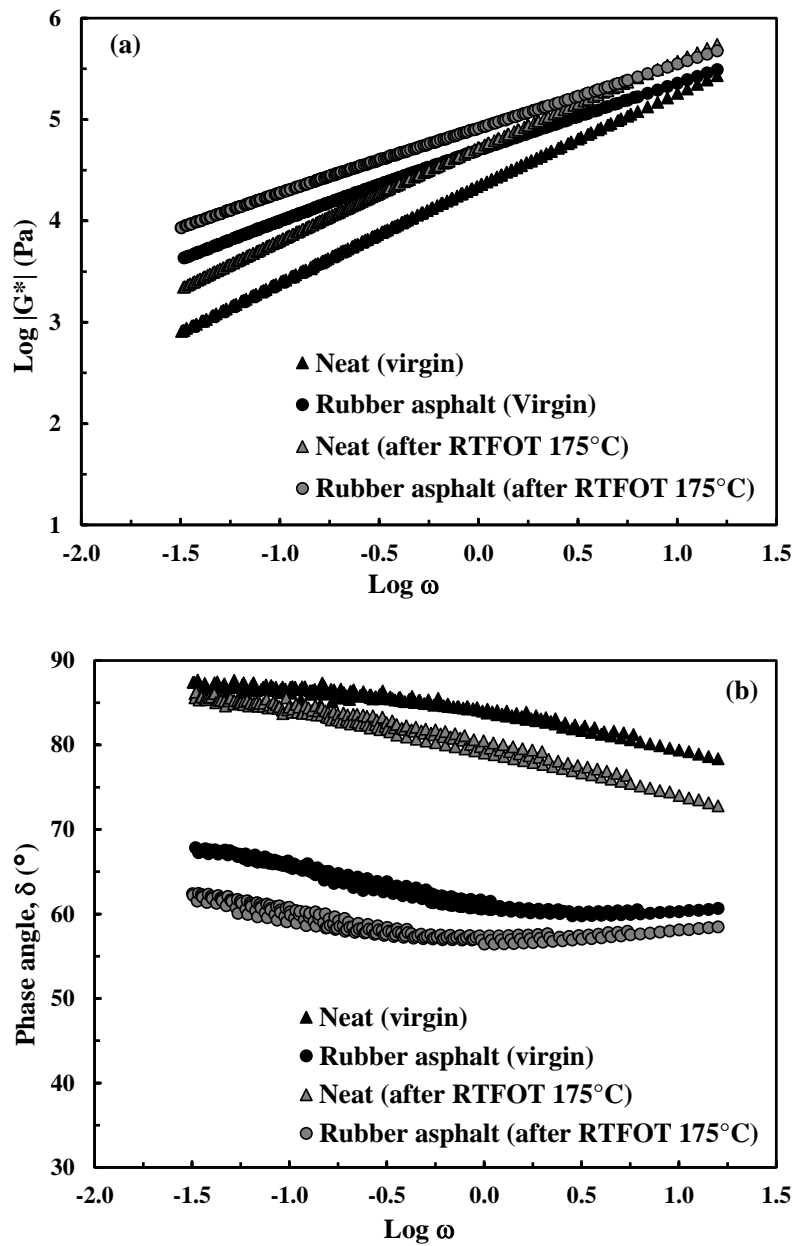 (a)
6
5
4
3
2
1
Log |G*| (Pa)
Neat (virgin)
Rubber asphalt (Virgin)
Neat (after RTFOT 175°C)
Rubber asphalt (after RTFOT 175°C)
-2.0 -1.5 -1.0 -0.5 0.0 0.5 1.0 1.5
Log ω
(b)
90
80
70
60
50
40
30
Phase angle, δ (°)
Neat (virgin)
Rubber asphalt (virgin)
Neat (after RTFOT 175°C)
Rubber asphalt (after RTFOT 175°C)
-2.0 -1.5 -1.0 -0.5 0.0 0.5 1.0 1.5
Log ω